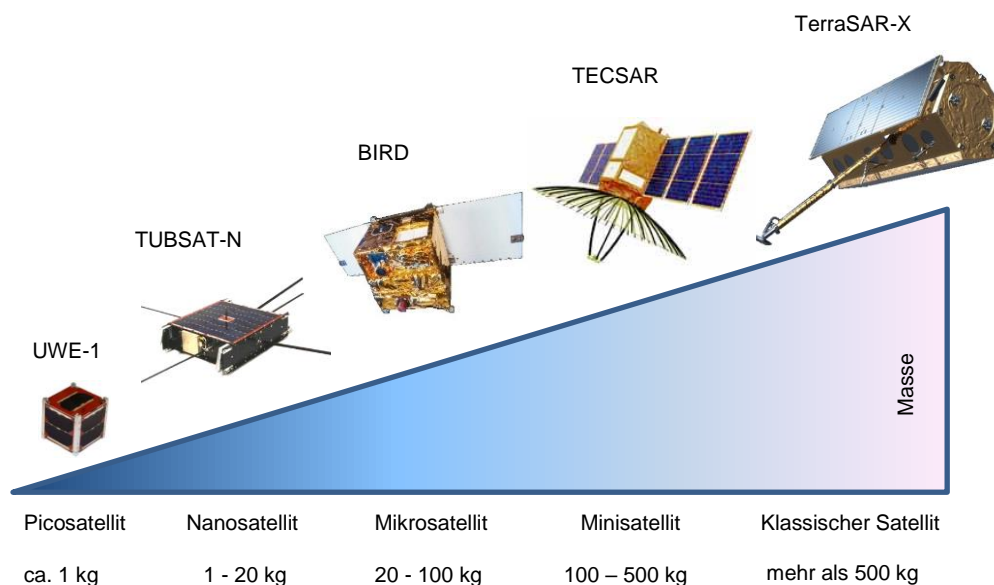 TerraSAR-X
TECSAR
BIRD
TUBSAT-N
UWE-1
Masse
Picosatellit Nanosatellit Mikrosatellit Minisatellit Klassischer Satellit
ca. 1 kg 1 - 20 kg 20 - 100 kg 100 – 500 kg mehr als 500 kg